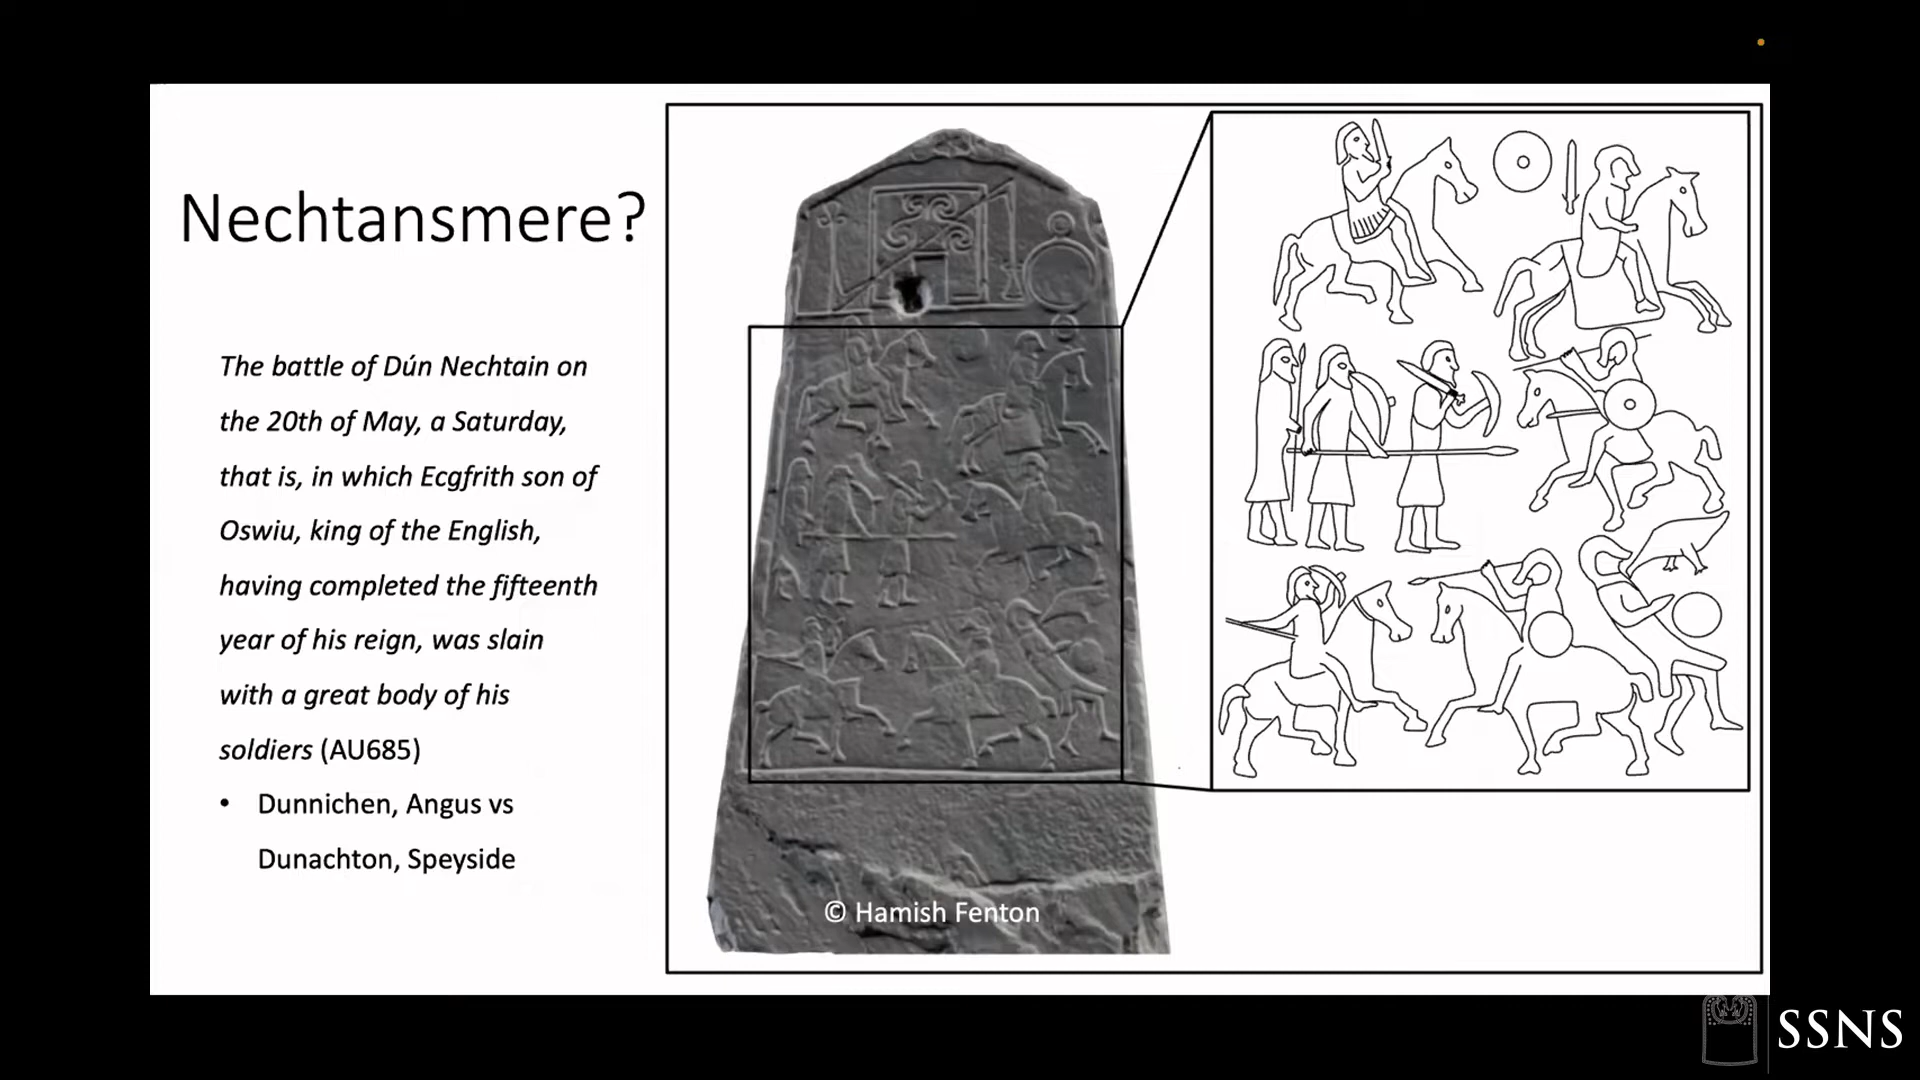 Nechtansmere?
The battle of Dún Nechtain on
the 20th of May, a Saturday,
that is, in which Ecgfrith son of
Oswiu, king of the English,
having completed the fifteenth
year of his reign, was slain
with a great body of his
soldiers (AU685)
• Dunnichen, Angus vs
Dunachton, Speyside
© Hamish Fenton
SSNS